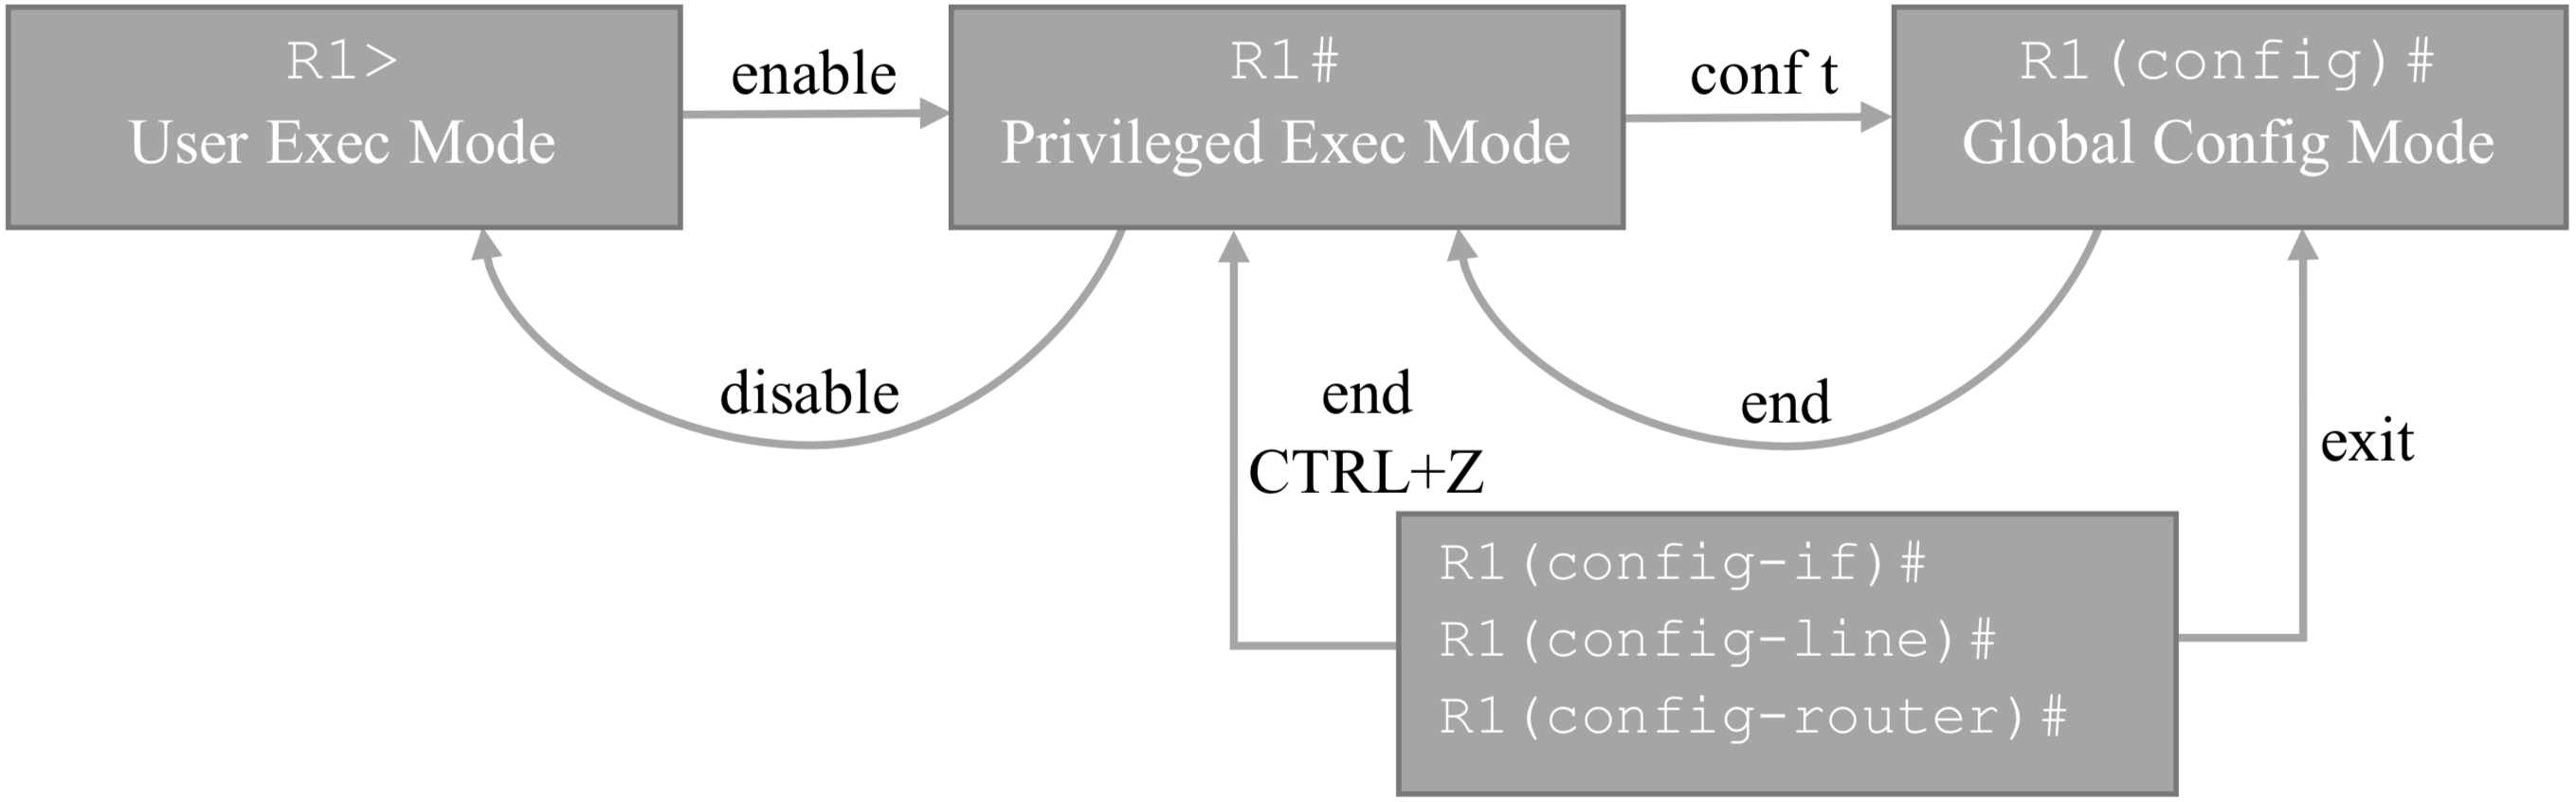 R1>
User Exec Mode
enable
R1#
Privileged Exec Mode
conf t
R1(config)#
Global Config Mode
disable
end
CTRL+Z
end
exit
R1(config-if)#
R1(config-line)#
R1(config-router)#